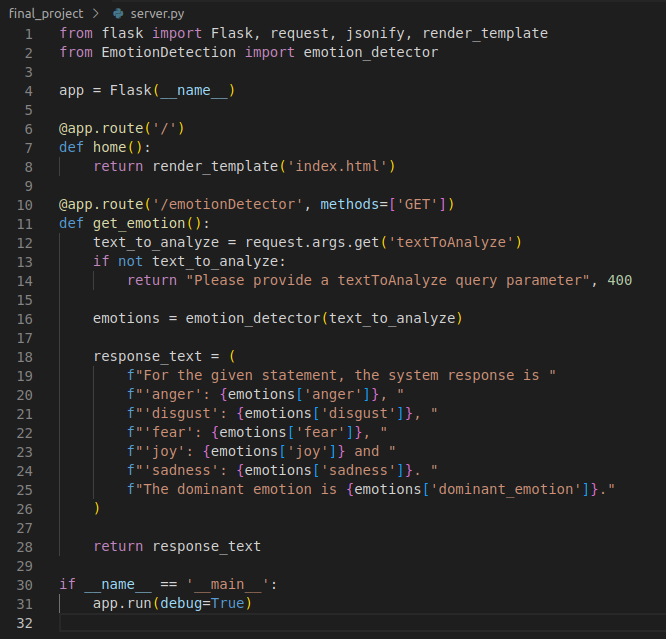 final_project > server.py
1 from flask import Flask, request, jsonify, render_template
2 from EmotionDetection import emotion_detector
3
4 app = Flask(__name__)
5
6 @app.route('/')
7 def home():
8     return render_template('index.html')
9
10 @app.route('/emotionDetector', methods=['GET'])
11 def get_emotion():
12     text_to_analyze = request.args.get('textToAnalyze')
13     if not text_to_analyze:
14         return "Please provide a textToAnalyze query parameter", 400
15
16     emotions = emotion_detector(text_to_analyze)
17
18     response_text = (
19         f"For the given statement, the system response is "
20         f"'anger': {emotions['anger']}, "
21         f"'disgust': {emotions['disgust']}, "
22         f"'fear': {emotions['fear']}, "
23         f"'joy': {emotions['joy']} and "
24         f"'sadness': {emotions['sadness']}. "
25         f"The dominant emotion is {emotions['dominant_emotion']}."
26     )
27
28     return response_text
29
30 if __name__ == '__main__':
31     app.run(debug=True)
32